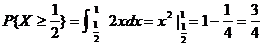 P{X ≥ 1/2} = ∫_{1/2}^{1} 2xdx = x² |_{1/2}^{1} = 1 − 1/4 = 3/4